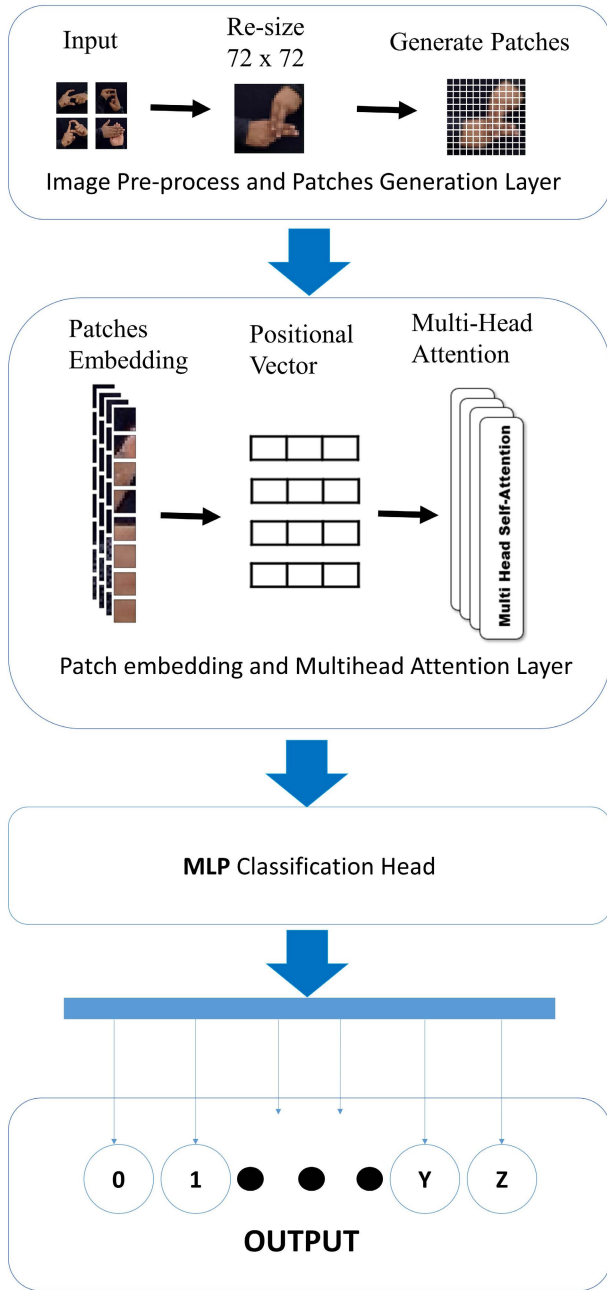 Input
Re-size
72 x 72
Generate Patches
Image Pre-process and Patches Generation Layer
Patches
Embedding
Positional
Vector
Multi-Head
Attention
Multi Head Self-Attention
Patch embedding and Multihead Attention Layer
MLP Classification Head
0 1 Y Z
OUTPUT